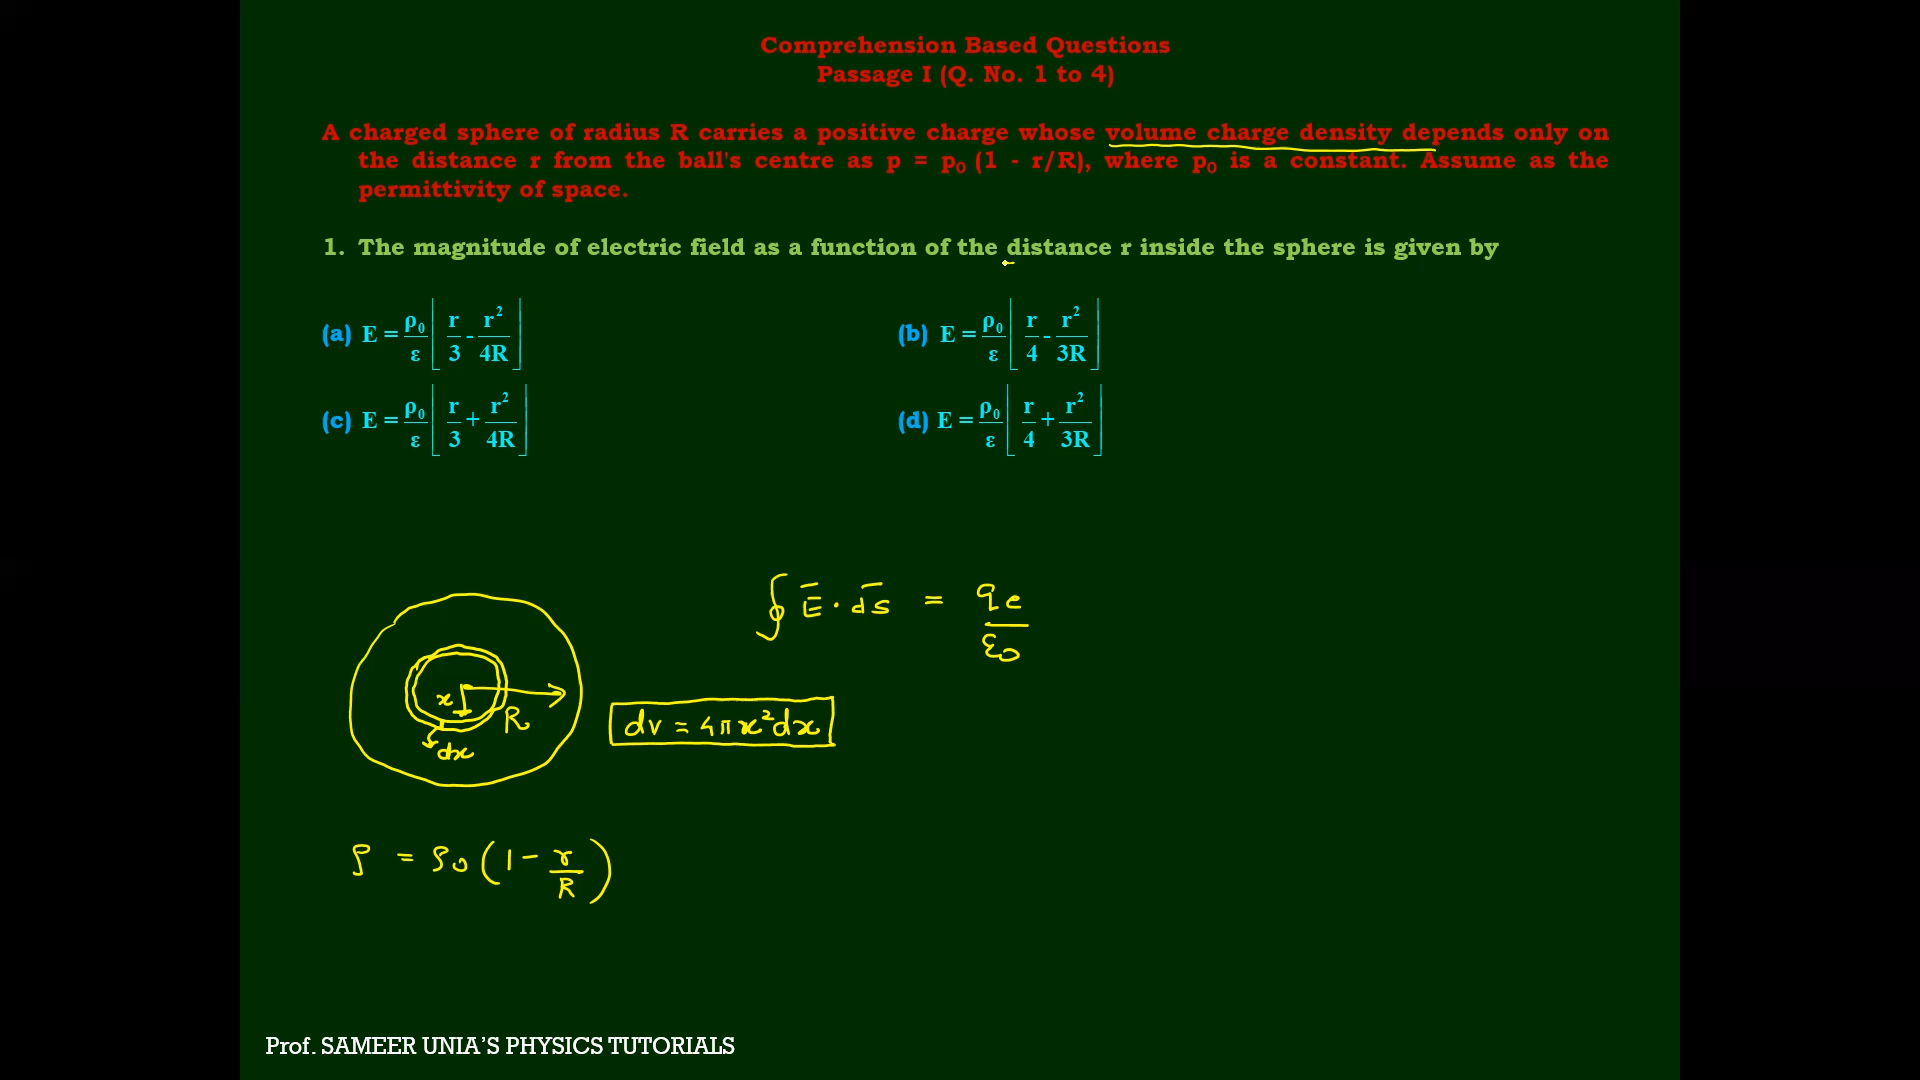 Comprehension Based Questions
Passage I (Q. No. 1 to 4)
A charged sphere of radius R carries a positive charge whose volume charge density depends only on
the distance r from the ball's centre as p = p₀ (1 - r/R), where p₀ is a constant. Assume as the
permittivity of space.
1. The magnitude of electric field as a function of the distance r inside the sphere is given by
(a) E = ρ₀/ε [ r/3 - r²/4R ]
(b) E = ρ₀/ε [ r/4 - r²/3R ]
(c) E = ρ₀/ε [ r/3 + r²/4R ]
(d) E = ρ₀/ε [ r/4 + r²/3R ]
∮ E̅ · dS̅ = qe/ε₀
x
R
dx
dv = 4πx²dx
ρ = ρ₀ (1 - r/R)
Prof. SAMEER UNIA’S PHYSICS TUTORIALS